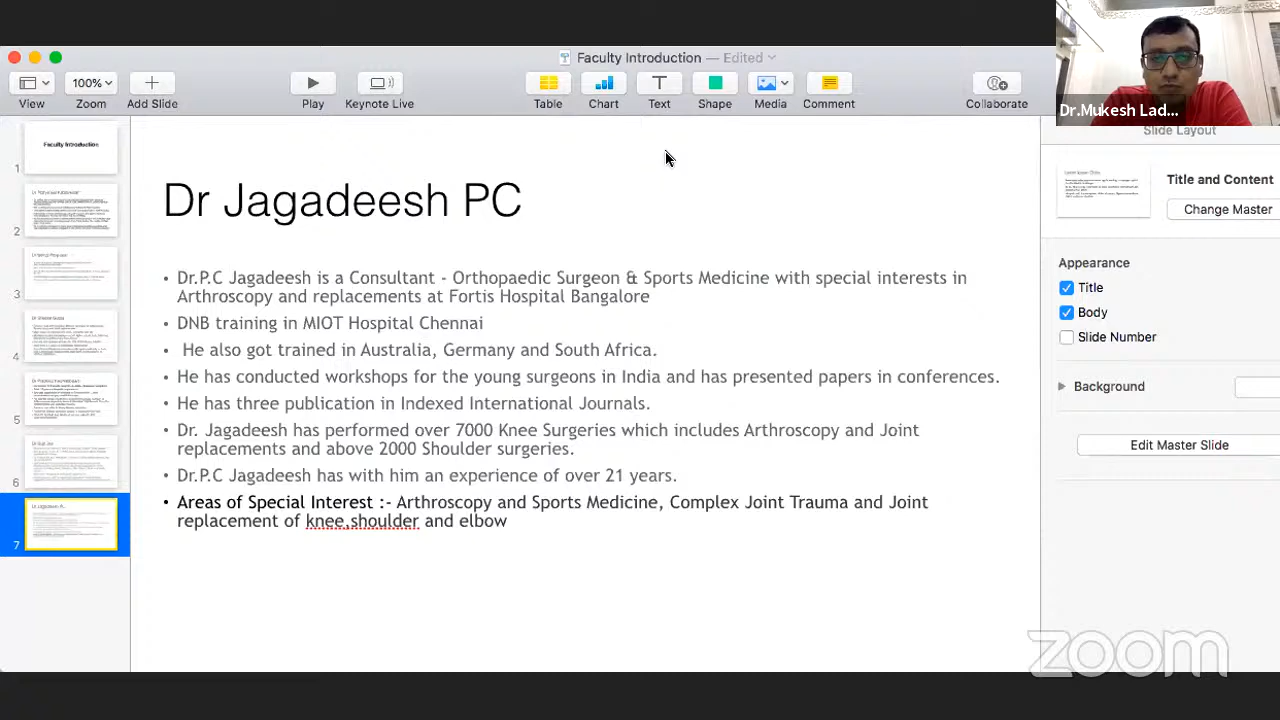 Faculty Introduction — Edited
100%
View
Zoom
Add Slide
Play
Keynote Live
Table
Chart
Text
Shape
Media
Comment
Collaborate
Dr.Mukesh Lad...
Slide Layout
Faculty Introduction
1
2
3
4
5
6
7
Dr Jagadeesh PC
• Dr.P.C Jagadeesh is a Consultant - Orthopaedic Surgeon & Sports Medicine with special interests in
Arthroscopy and replacements at Fortis Hospital Bangalore
• DNB training in MIOT Hospital Chennai
• He also got trained in Australia, Germany and South Africa.
• He has conducted workshops for the young surgeons in India and has presented papers in conferences.
• He has three publication in Indexed International Journals.
• Dr. Jagadeesh has performed over 7000 Knee Surgeries which includes Arthroscopy and Joint
replacements and above 2000 Shoulder surgeries.
• Dr.P.C Jagadeesh has with him an experience of over 21 years.
• Areas of Special Interest :- Arthroscopy and Sports Medicine, Complex Joint Trauma and Joint
replacement of knee,shoulder and elbow
Title and Content
Change Master
Appearance
Title
Body
Slide Number
Background
Edit Master Slide
zoom